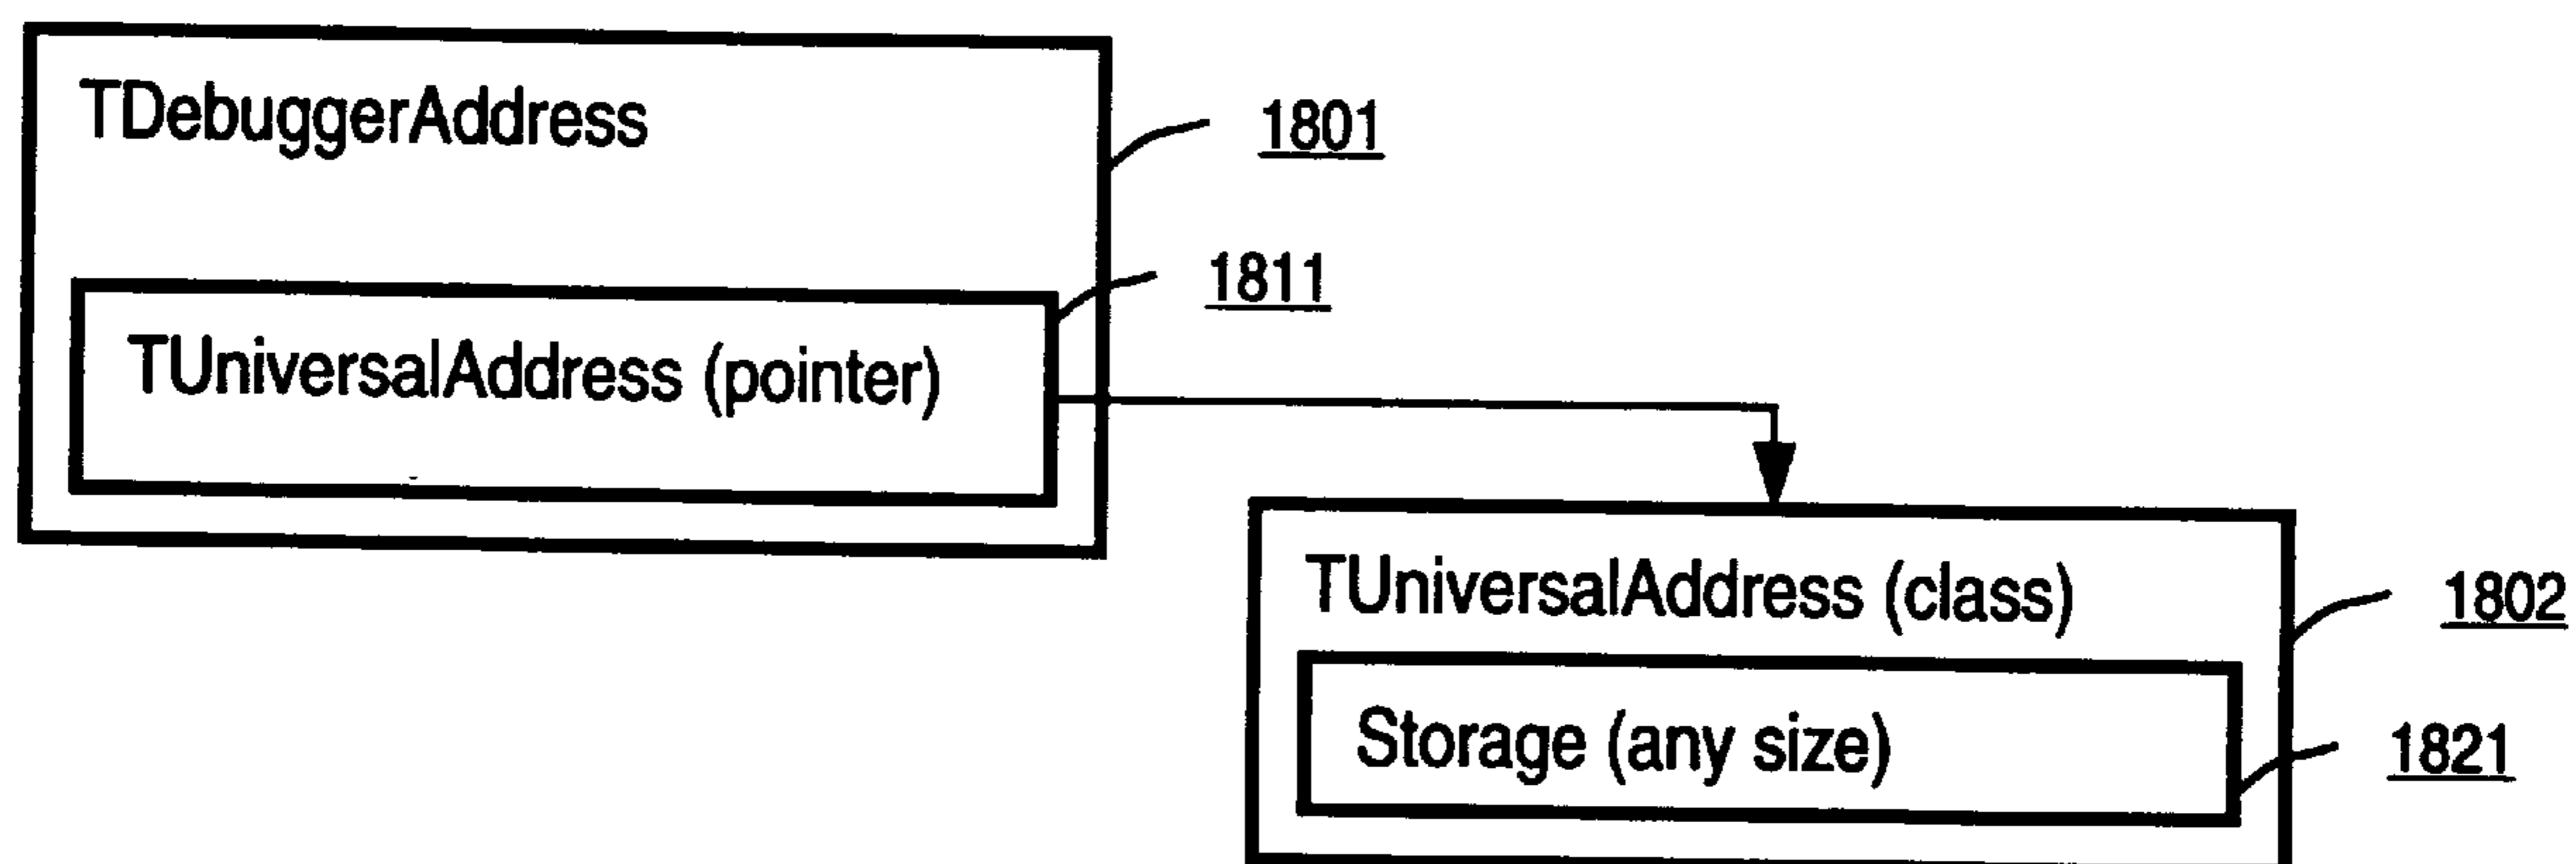 TDebuggerAddress
1801
1811
TUniversalAddress (pointer)
TUniversalAddress (class)
1802
Storage (any size)
1821